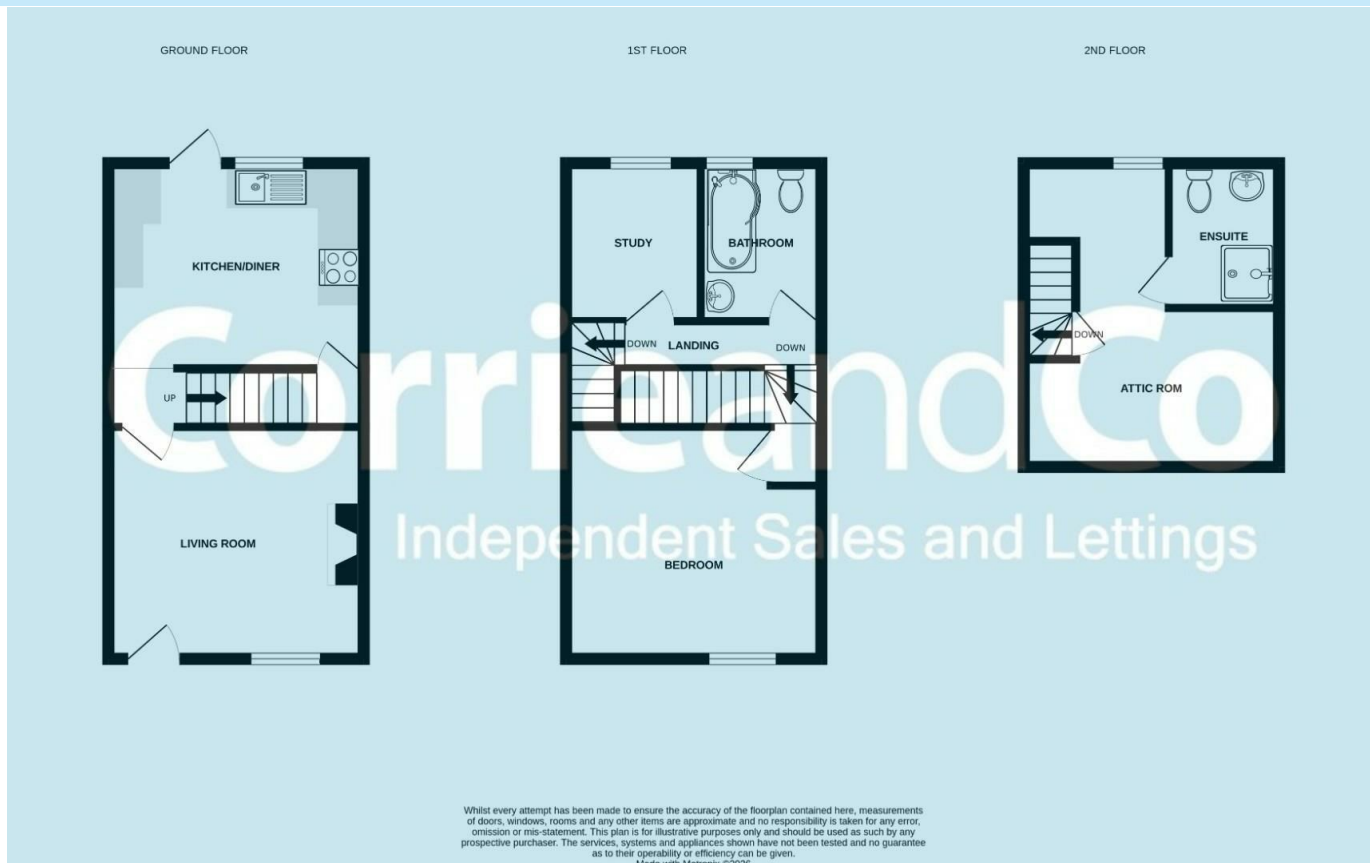 GROUND FLOOR
1ST FLOOR
2ND FLOOR
KITCHEN/DINER
UP
LIVING ROOM
STUDY
BATHROOM
DOWN
LANDING
DOWN
BEDROOM
ENSUITE
DOWN
ATTIC ROM
CorrieandCo
Independent Sales and Lettings
Whilst every attempt has been made to ensure the accuracy of the floorplan contained here, measurements
of doors, windows, rooms and any other items are approximate and no responsibility is taken for any error,
omission or mis-statement. This plan is for illustrative purposes only and should be used as such by any
prospective purchaser. The services, systems and appliances shown have not been tested and no guarantee
as to their operability or efficiency can be given.
Made with Metropix ©2026